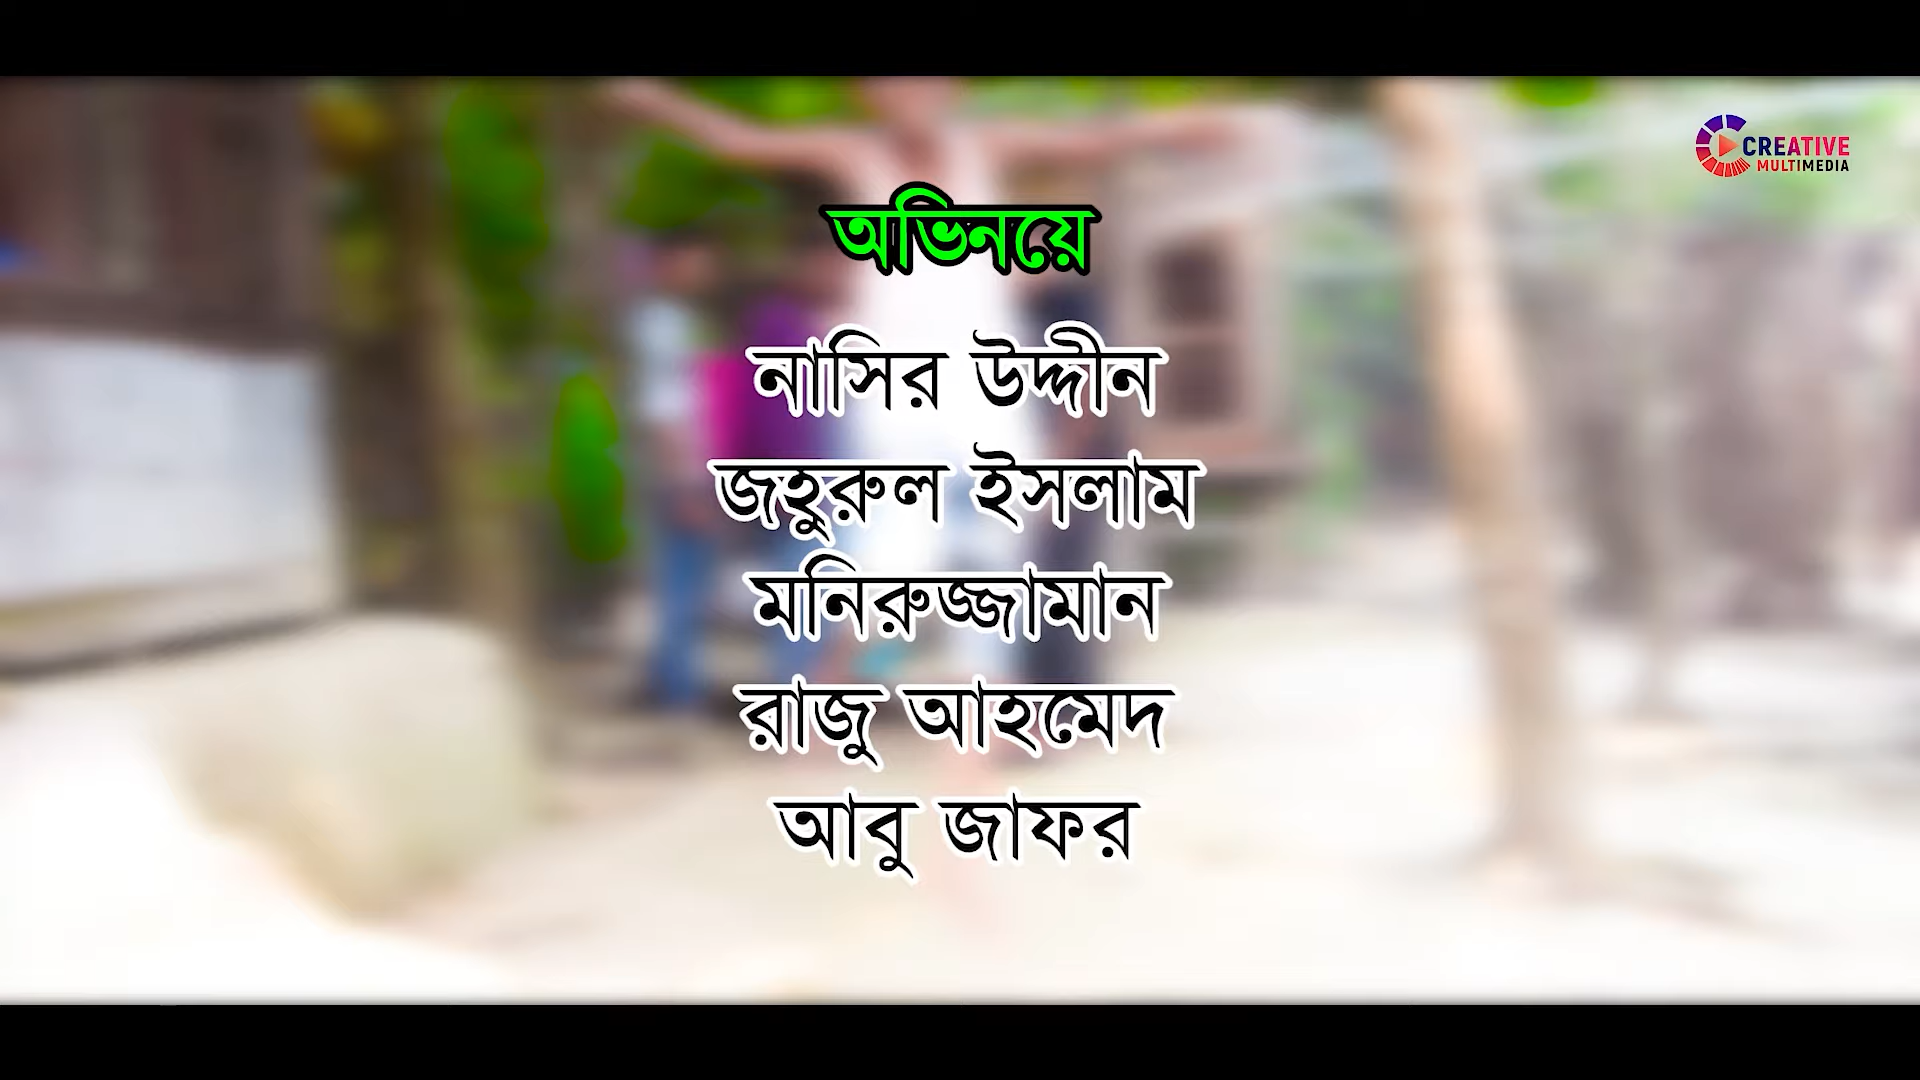 CREATIVE
MULTIMEDIA
অভিনয়ে
নাসির উদ্দীন
জহুরুল ইসলাম
মনিরুজ্জামান
রাজু আহমেদ
আবু জাফর